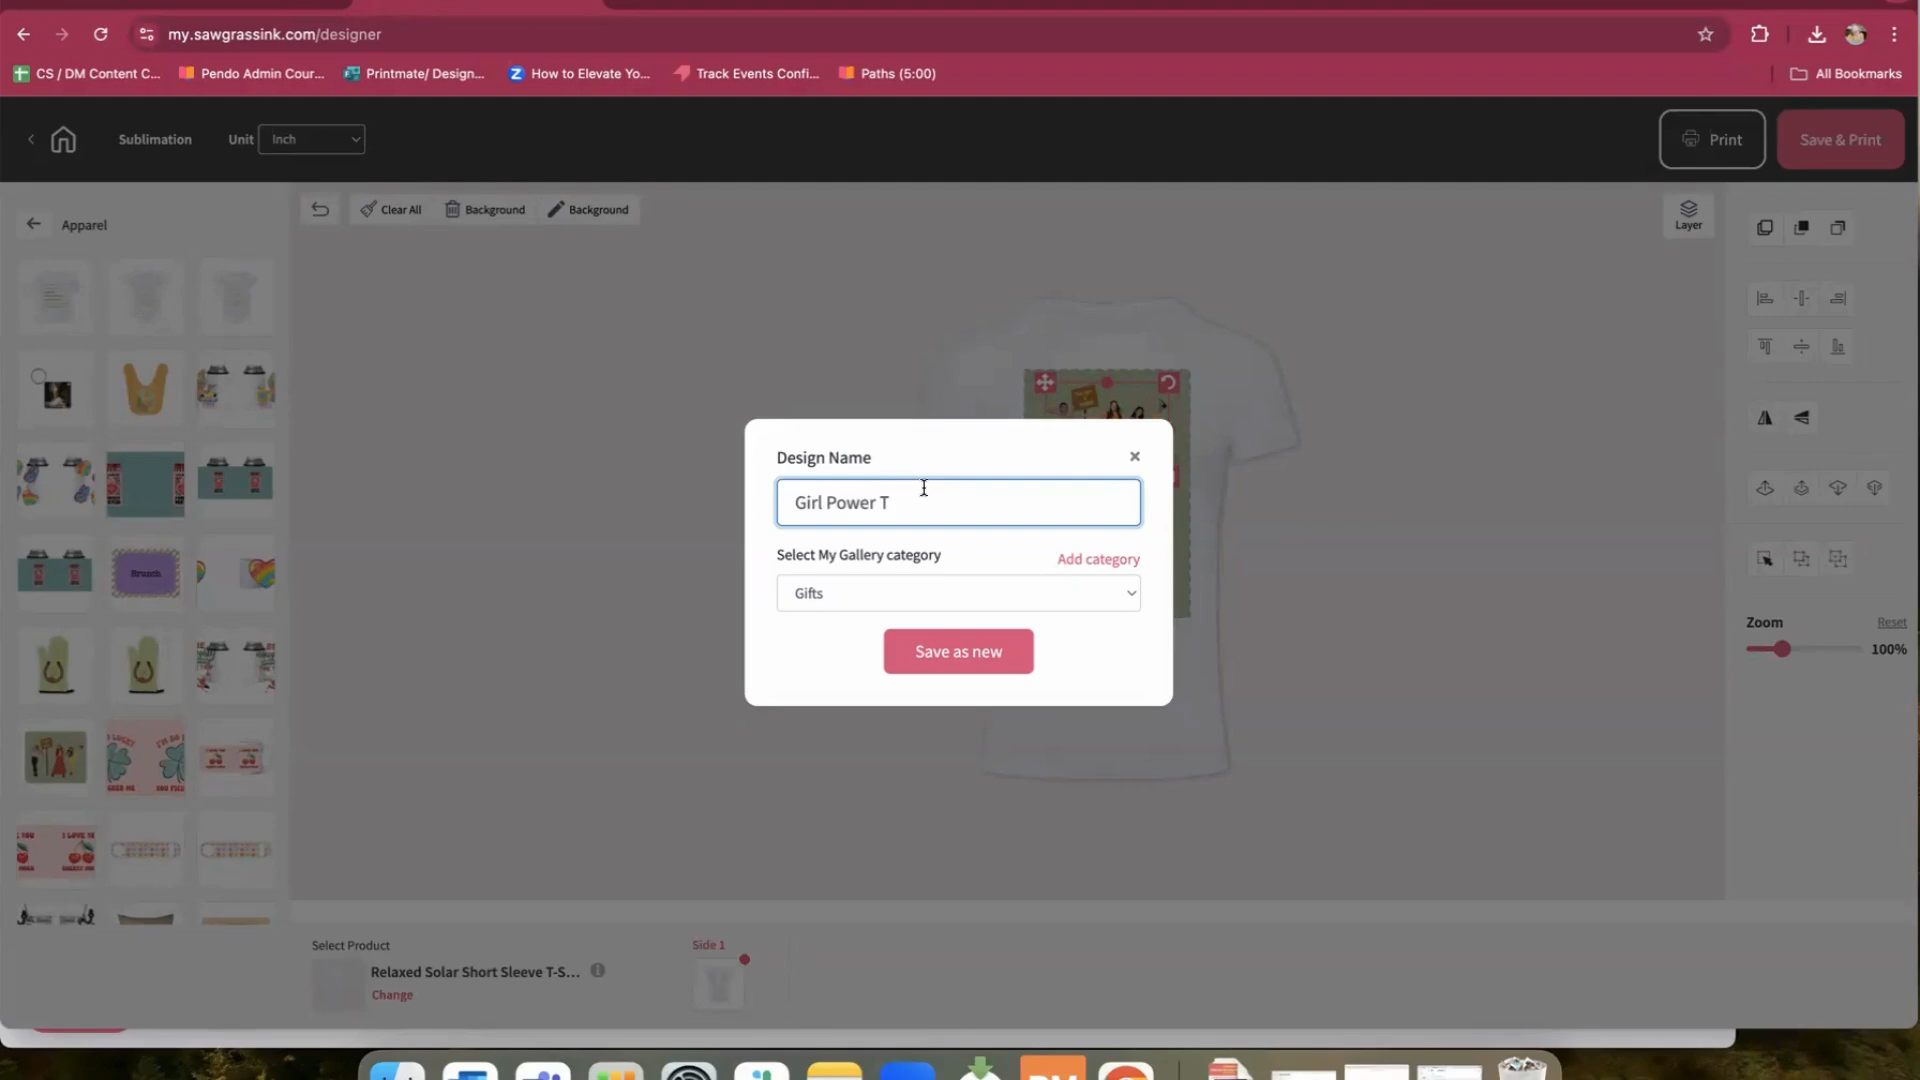 my.sawgrassink.com/designer
CS / DM Content C...
Pendo Admin Cour...
Printmate/ Design...
How to Elevate Yo...
Track Events Confi...
Paths (5:00)
All Bookmarks
Sublimation
Unit
Inch
Print
Save & Print
Apparel
Clear All
Background
Background
Layer
Design Name
Girl Power T
Select My Gallery category
Add category
Gifts
Save as new
Brunch
Zoom
Reset
100%
Select Product
Relaxed Solar Short Sleeve T-S...
Change
Side 1